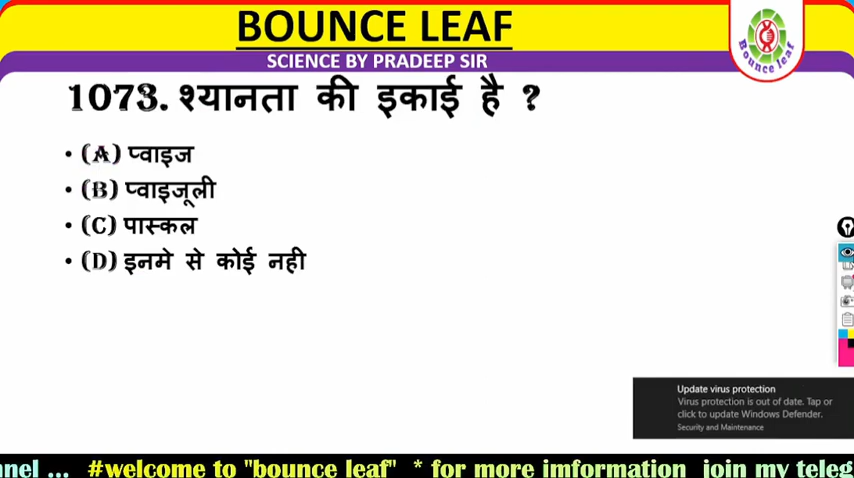 BOUNCE LEAF
SCIENCE BY PRADEEP SIR
Bounce leaf
1073. श्यानता की इकाई है ?
• (A) प्वाइज
• (B) प्वाइजूली
• (C) पास्कल
• (D) इनमे से कोई नही
Update virus protection
Virus protection is out of date. Tap or
click to update Windows Defender.
Security and Maintenance
nnel ... #welcome to "bounce leaf" * for more imformation join my teleg